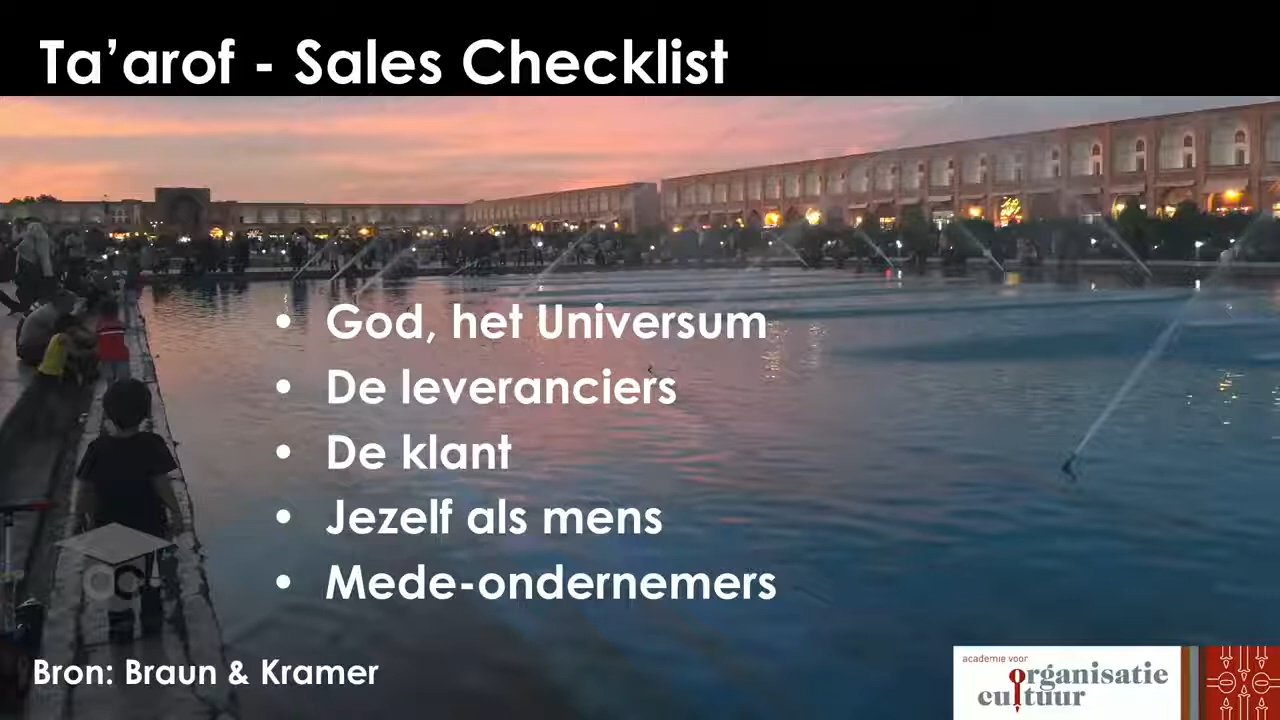 Ta’arof - Sales Checklist
• God, het Universum
• De leveranciers
• De klant
• Jezelf als mens
• Mede-ondernemers
Bron: Braun & Kramer
academie voor
organisatie
cultuur